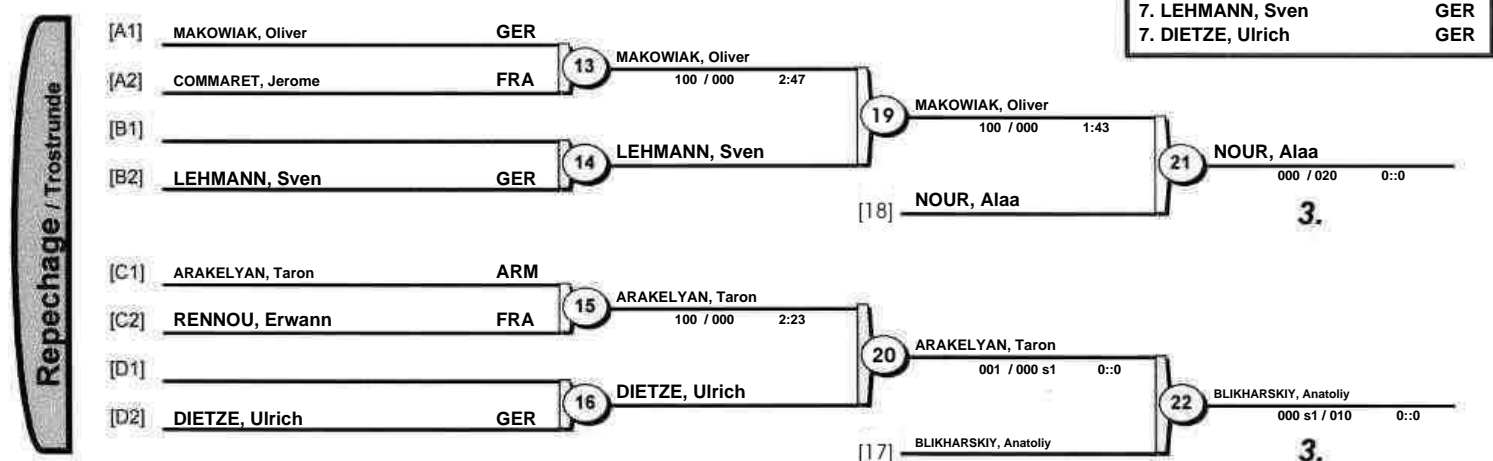 7. LEHMANN, Sven GER
7. DIETZE, Ulrich GER
Repechage / Trostrunde
[A1] MAKOWIAK, Oliver GER
13 MAKOWIAK, Oliver
100 / 000 2:47
[A2] COMMARET, Jerome FRA
19 MAKOWIAK, Oliver
100 / 000 1:43
[B1]
14 LEHMANN, Sven
21 NOUR, Alaa
000 / 020 0::0
[B2] LEHMANN, Sven GER
[18] NOUR, Alaa
3.
[C1] ARAKELYAN, Taron ARM
15 ARAKELYAN, Taron
100 / 000 2:23
[C2] RENNOU, Erwann FRA
20 ARAKELYAN, Taron
001 / 000 s1 0::0
[D1]
16 DIETZE, Ulrich
22 BLIKHARSKIY, Anatoliy
000 s1 / 010 0::0
[D2] DIETZE, Ulrich GER
[17] BLIKHARSKIY, Anatoliy
3.